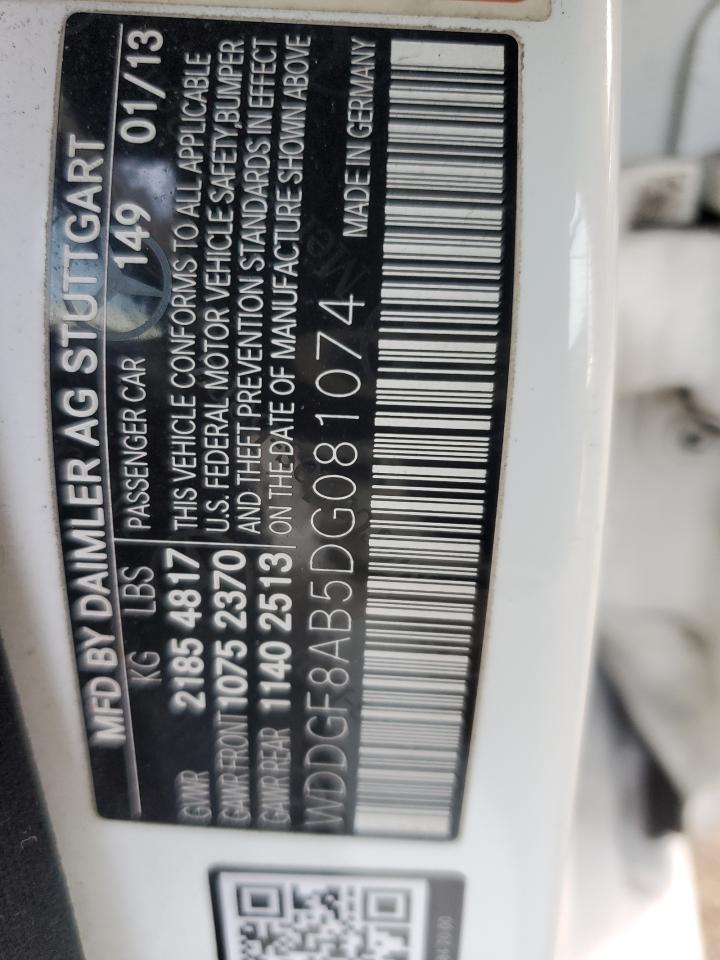 MFD BY DAIMLER AG STUTTGART
KG LBS PASSENGER CAR 149 01/13
GVWR 2185 4817 THIS VEHICLE CONFORMS TO ALL APPLICABLE
GAWR FRONT 1075 2370 U.S. FEDERAL MOTOR VEHICLE SAFETY,BUMPER,
GAWR REAR 1140 2513 AND THEFT PREVENTION STANDARDS IN EFFECT
ON THE DATE OF MANUFACTURE SHOWN ABOVE
WDDGF8AB5DG081074 MADE IN GERMANY